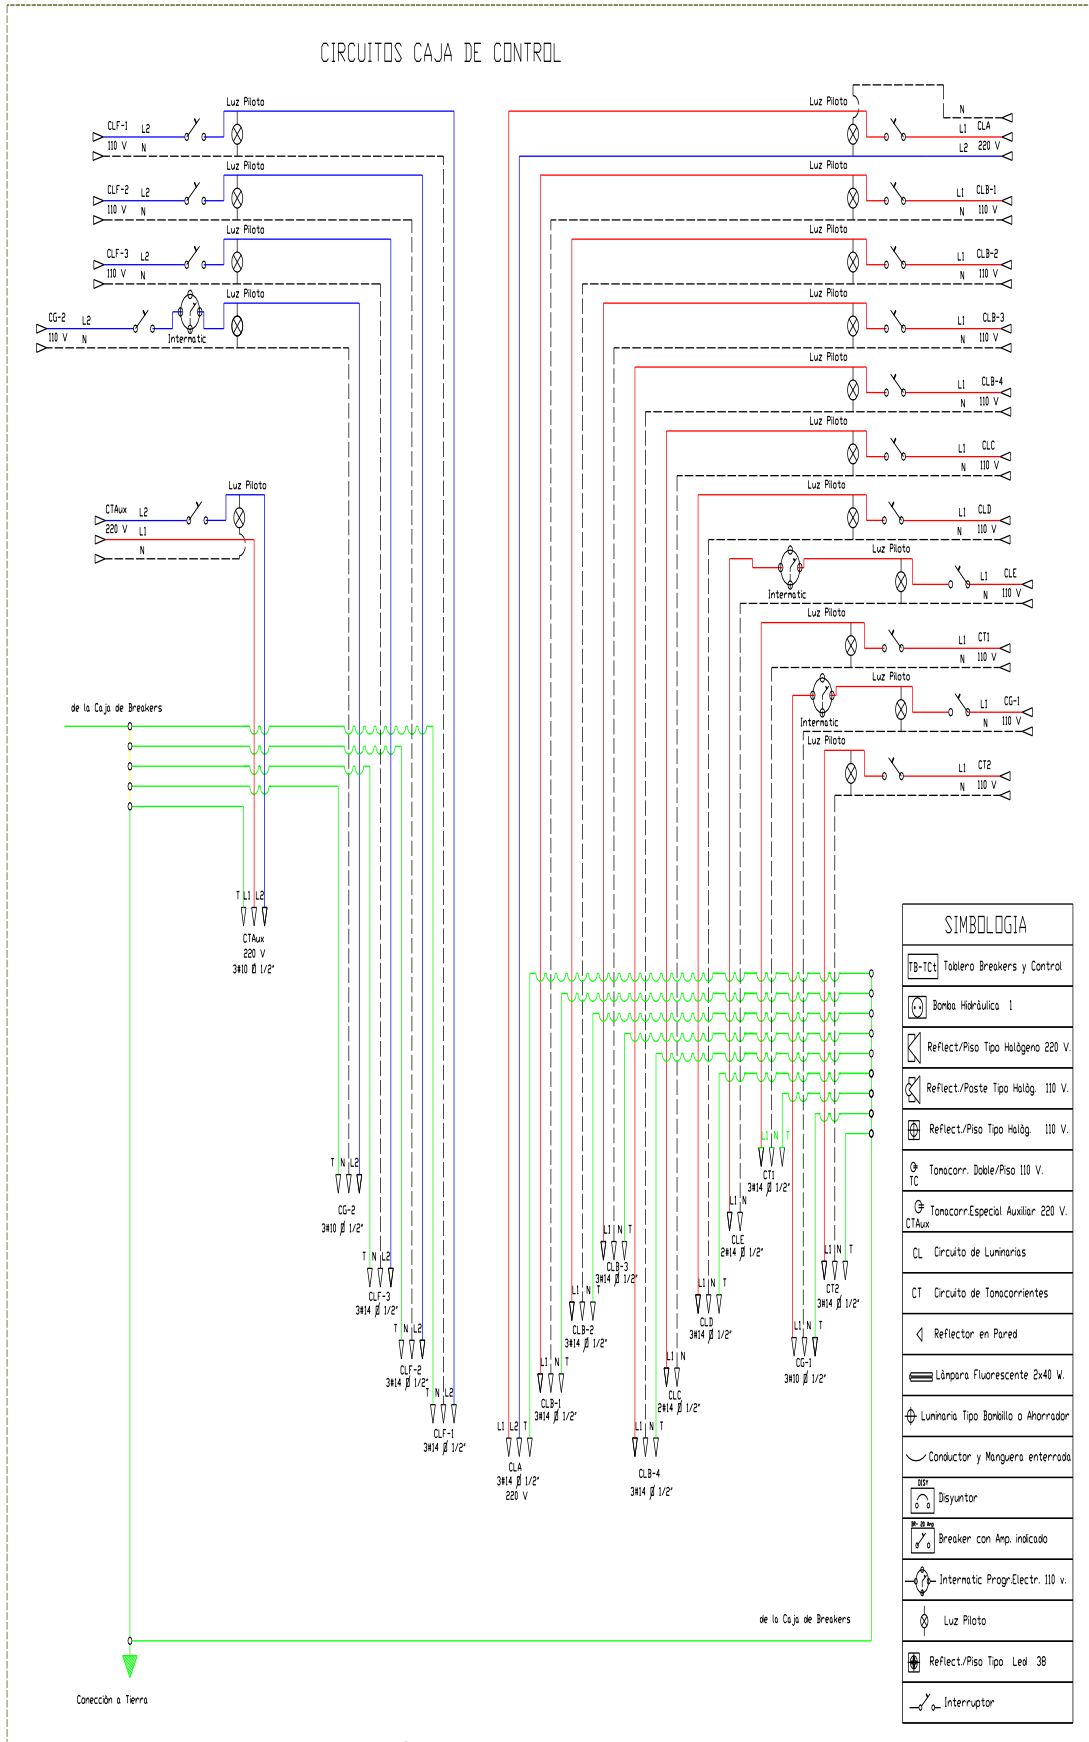 CIRCUITOS CAJA DE CONTROL
Luz Piloto
CLF-1 L2
110 V N
Luz Piloto
CLF-2 L2
110 V N
Luz Piloto
CLF-3 L2
110 V N
Luz Piloto
CG-2 L2
110 V N
Intermatic
Luz Piloto
CTAux L2
220 V L1
N
de la Caja de Breakers
T L1 L2
CTAux
220 V
3#10 Ø 1/2"
T N L2
CG-2
3#10 Ø 1/2"
T N L2
CLF-3
3#14 Ø 1/2"
T N L2
CLF-2
3#14 Ø 1/2"
T N L2
CLF-1
3#14 Ø 1/2"
Conección a Tierra
Luz Piloto
N
L1 CLA
L2 220 V
Luz Piloto
L1 CLB-1
N 110 V
Luz Piloto
L1 CLB-2
N 110 V
Luz Piloto
L1 CLB-3
N 110 V
Luz Piloto
L1 CLB-4
N 110 V
Luz Piloto
L1 CLC
N 110 V
Luz Piloto
L1 CLD
N 110 V
Luz Piloto
Intermatic
L1 CLE
N 110 V
Luz Piloto
L1 CT1
N 110 V
Luz Piloto
Intermatic
L1 CG-1
N 110 V
Luz Piloto
L1 CT2
N 110 V
L1 N T
CT1
3#14 Ø 1/2"
L1 N
CLE
2#14 Ø 1/2"
L1 N T
CLB-3
3#14 Ø 1/2"
L1 N T
CT2
3#14 Ø 1/2"
L1 N T
CLB-2
3#14 Ø 1/2"
L1 N T
CLD
3#14 Ø 1/2"
L1 N T
CG-1
3#10 Ø 1/2"
L1 N T
CLB-1
3#14 Ø 1/2"
L1 N
CLC
2#14 Ø 1/2"
L1 L2 T
CLA
3#14 Ø 1/2"
220 V
L1 N T
CLB-4
3#14 Ø 1/2"
de la Caja de Breakers
SIMBOLOGIA
TB-TCt Tablero Breakers y Control
Bomba Hidràulica 1
Reflect/Piso Tipo Halògeno 220 V.
Reflect./Poste Tipo Halòg. 110 V.
Reflect./Piso Tipo Halòg. 110 V.
TC Tomacorr. Doble/Piso 110 V.
CTAux Tomacorr.Especial Auxiliar 220 V.
CL Circuito de Luminarias
CT Circuito de Tomacorrientes
Reflector en Pared
Làmpara Fluorescente 2x40 W.
Luminaria Tipo Bombillo o Ahorrador
Conductor y Manguera enterrada
DISY Disyuntor
BR- 20 Amp Breaker con Amp. indicado
Intermatic Progr.Electr. 110 v.
Luz Piloto
Reflect./Piso Tipo Led 38
Interruptor